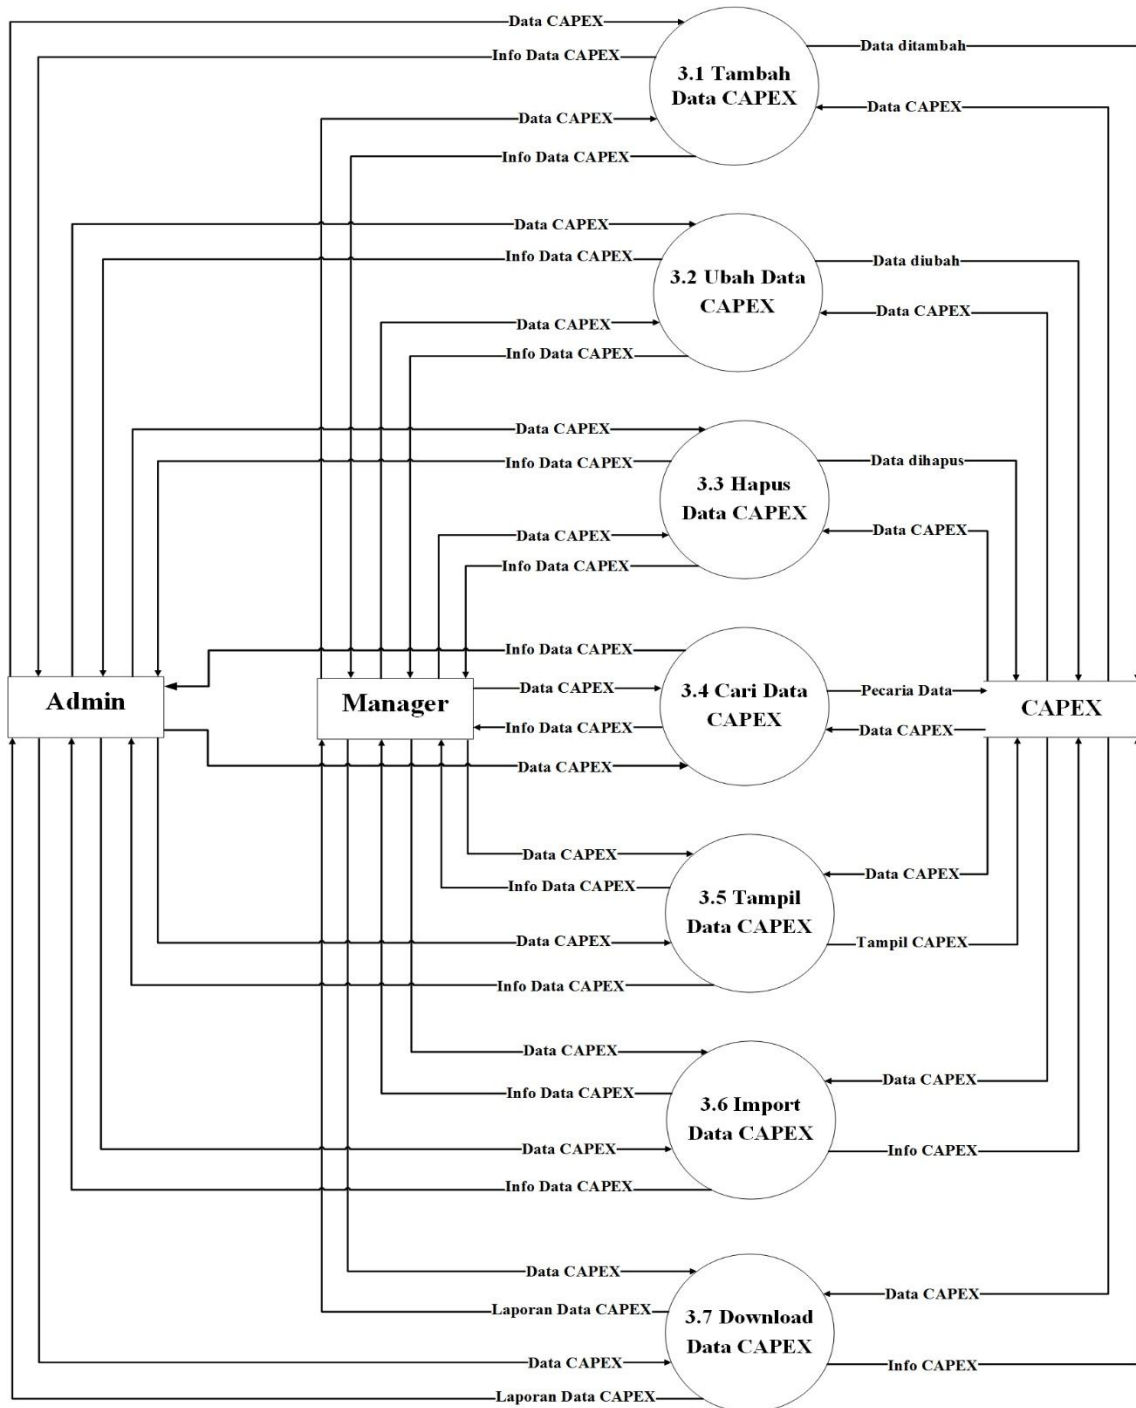 Data CAPEX
Data ditambah
Info Data CAPEX
3.1 Tambah
Data CAPEX
Data CAPEX
Data CAPEX
Info Data CAPEX
Data CAPEX
Info Data CAPEX
Data diubah
3.2 Ubah Data
CAPEX
Data CAPEX
Data CAPEX
Info Data CAPEX
Data CAPEX
Info Data CAPEX
Data dihapus
3.3 Hapus
Data CAPEX
Data CAPEX
Data CAPEX
Info Data CAPEX
Info Data CAPEX
Admin
Manager
Data CAPEX
3.4 Cari Data
CAPEX
Pecaria Data
CAPEX
Info Data CAPEX
Data CAPEX
Data CAPEX
Data CAPEX
Info Data CAPEX
3.5 Tampil
Data CAPEX
Data CAPEX
Data CAPEX
Tampil CAPEX
Info Data CAPEX
Data CAPEX
Info Data CAPEX
3.6 Import
Data CAPEX
Data CAPEX
Data CAPEX
Info CAPEX
Info Data CAPEX
Data CAPEX
Laporan Data CAPEX
3.7 Download
Data CAPEX
Data CAPEX
Data CAPEX
Info CAPEX
Laporan Data CAPEX